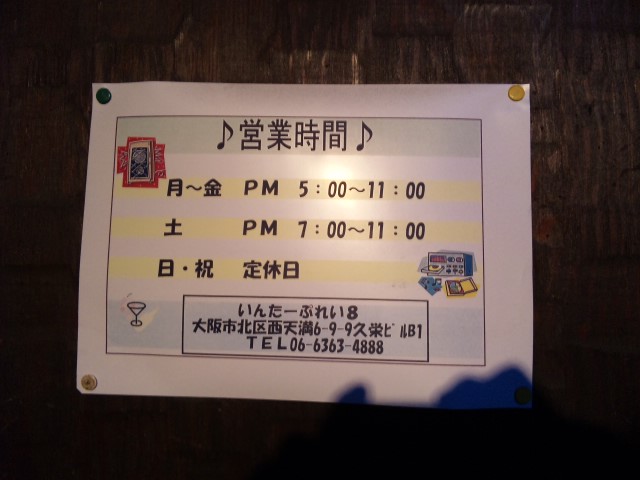 ♪営業時間♪
月～金 PM 5：00～11：00
土 PM 7：00～11：00
日・祝 定休日
いんたーぷれい8
大阪市北区西天満6-9-9久栄ビルB1
TEL06-6363-4888